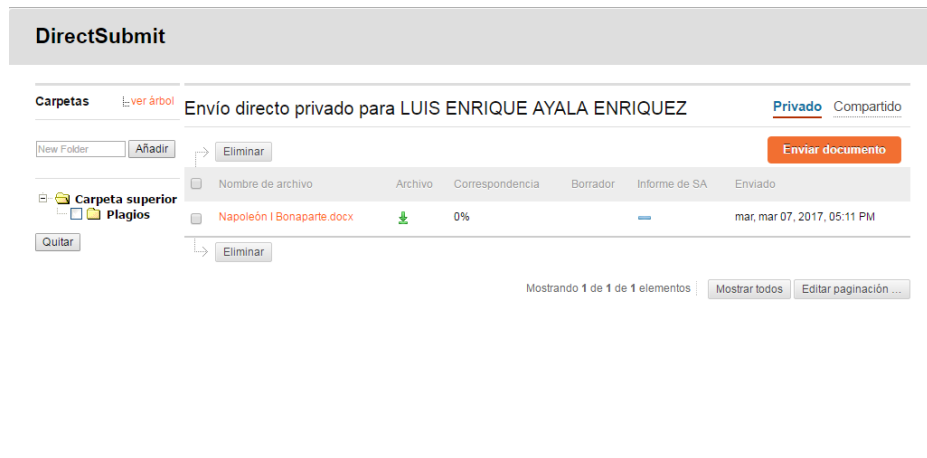 DirectSubmit
Carpetas
ver árbol
Envío directo privado para LUIS ENRIQUE AYALA ENRIQUEZ
Privado
Compartido
New Folder
Añadir
Eliminar
Enviar documento
Nombre de archivo
Archivo
Correspondencia
Borrador
Informe de SA
Enviado
Carpeta superior
Plagios
Napoleón I Bonaparte.docx
0%
mar, mar 07, 2017, 05:11 PM
Quitar
Eliminar
Mostrando 1 de 1 de 1 elementos
Mostrar todos
Editar paginación ...